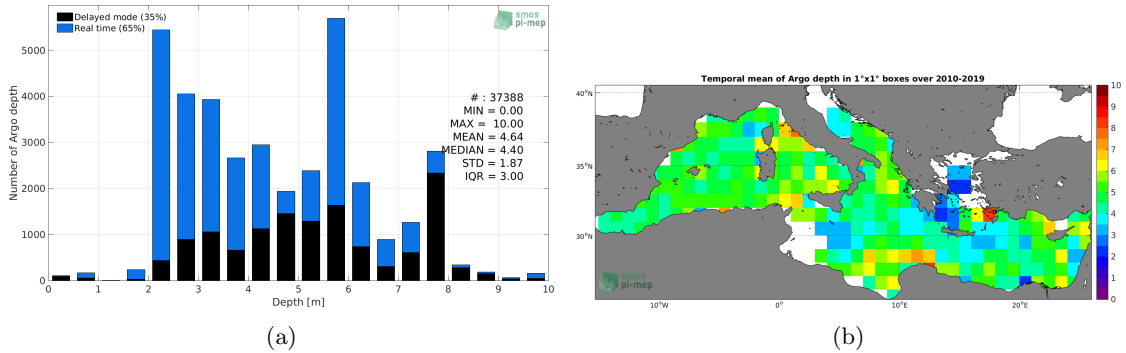 Delayed mode (35%)
Real time (65%)
smos
pi-mep
Number of Argo depth
5000
4000
3000
2000
1000
0
# : 37388
MIN = 0.00
MAX = 10.00
MEAN = 4.64
MEDIAN = 4.40
STD = 1.87
IQR = 3.00
0 1 2 3 4 5 6 7 8 9 10
Depth [m]
(a)
Temporal mean of Argo depth in 1°x1° boxes over 2010-2019
40°N
35°N
30°N
smos
pi-mep
10°W 0° 10°E 20°E
10
9
8
7
6
5
4
3
2
1
0
(b)